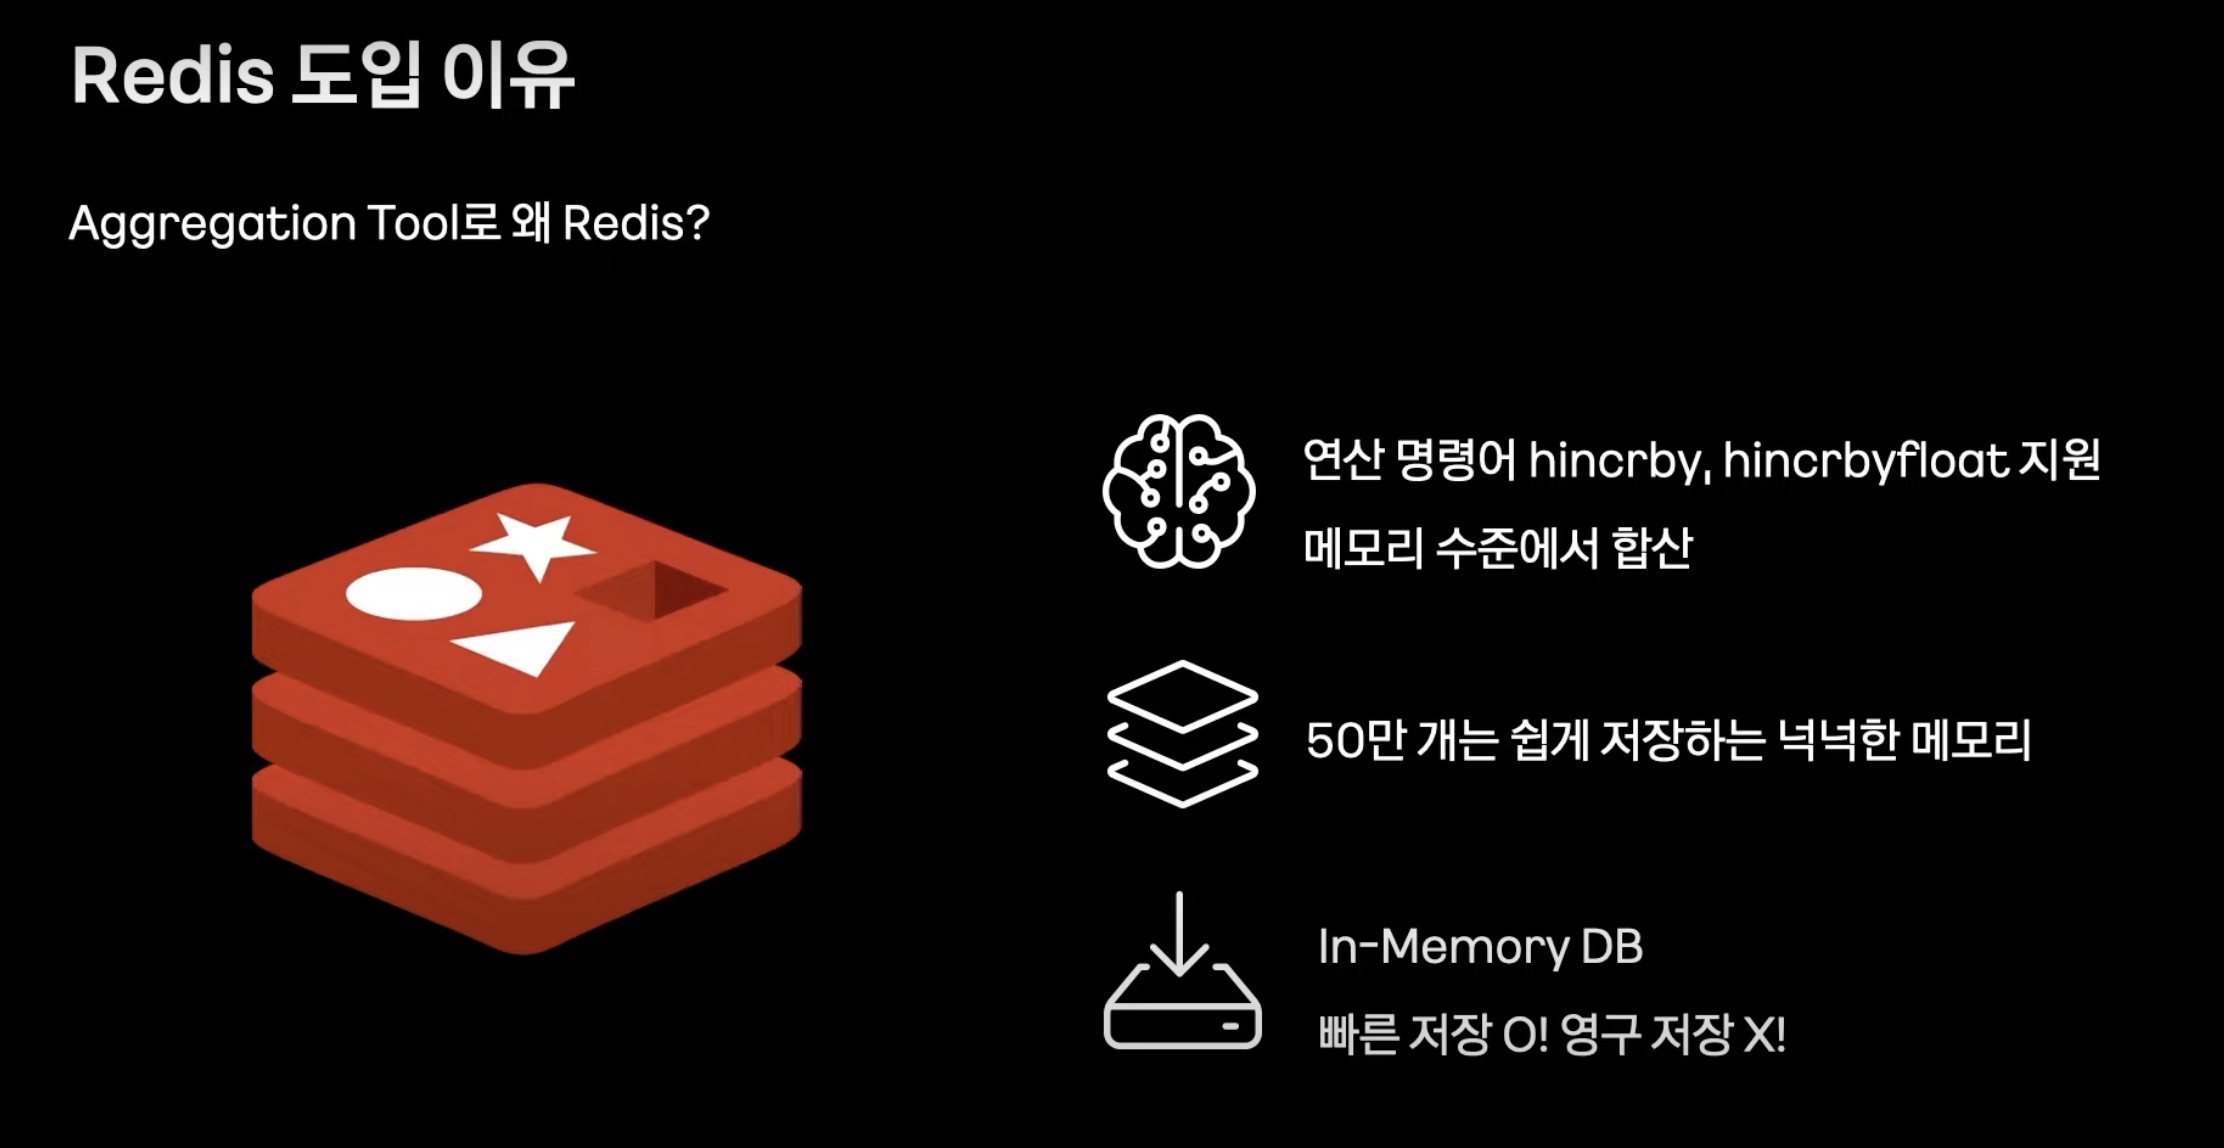 Redis 도입 이유
Aggregation Tool로 왜 Redis?
연산 명령어 hincrby, hincrbyfloat 지원
메모리 수준에서 합산
50만 개는 쉽게 저장하는 넉넉한 메모리
In-Memory DB
빠른 저장 O! 영구 저장 X!